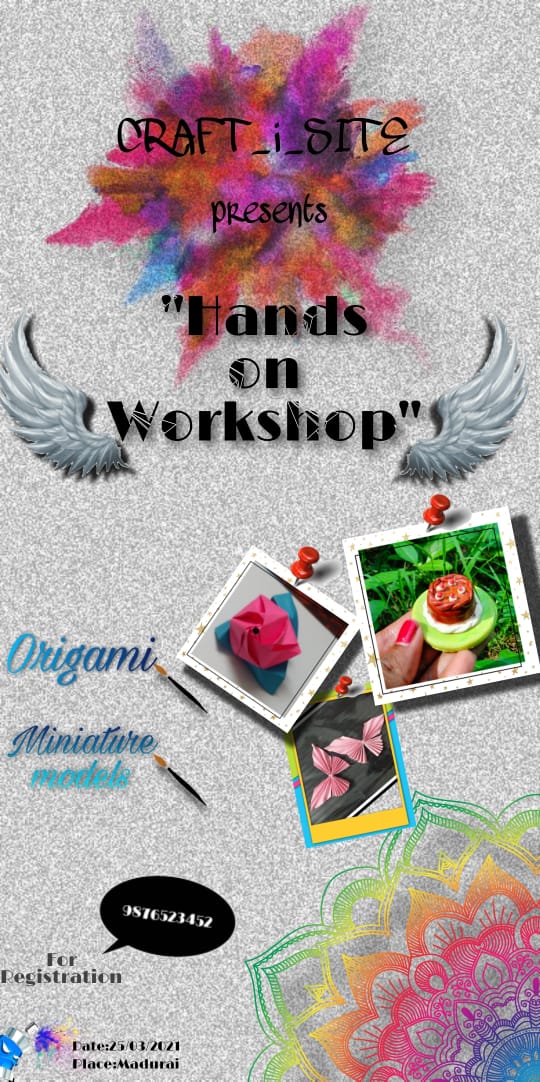 CRAFT_i_SITE
presents
"Hands
on
Workshop"
Origami
Miniature
models
9876523452
For
Registration
Date:25/03/2021
Place:Madurai